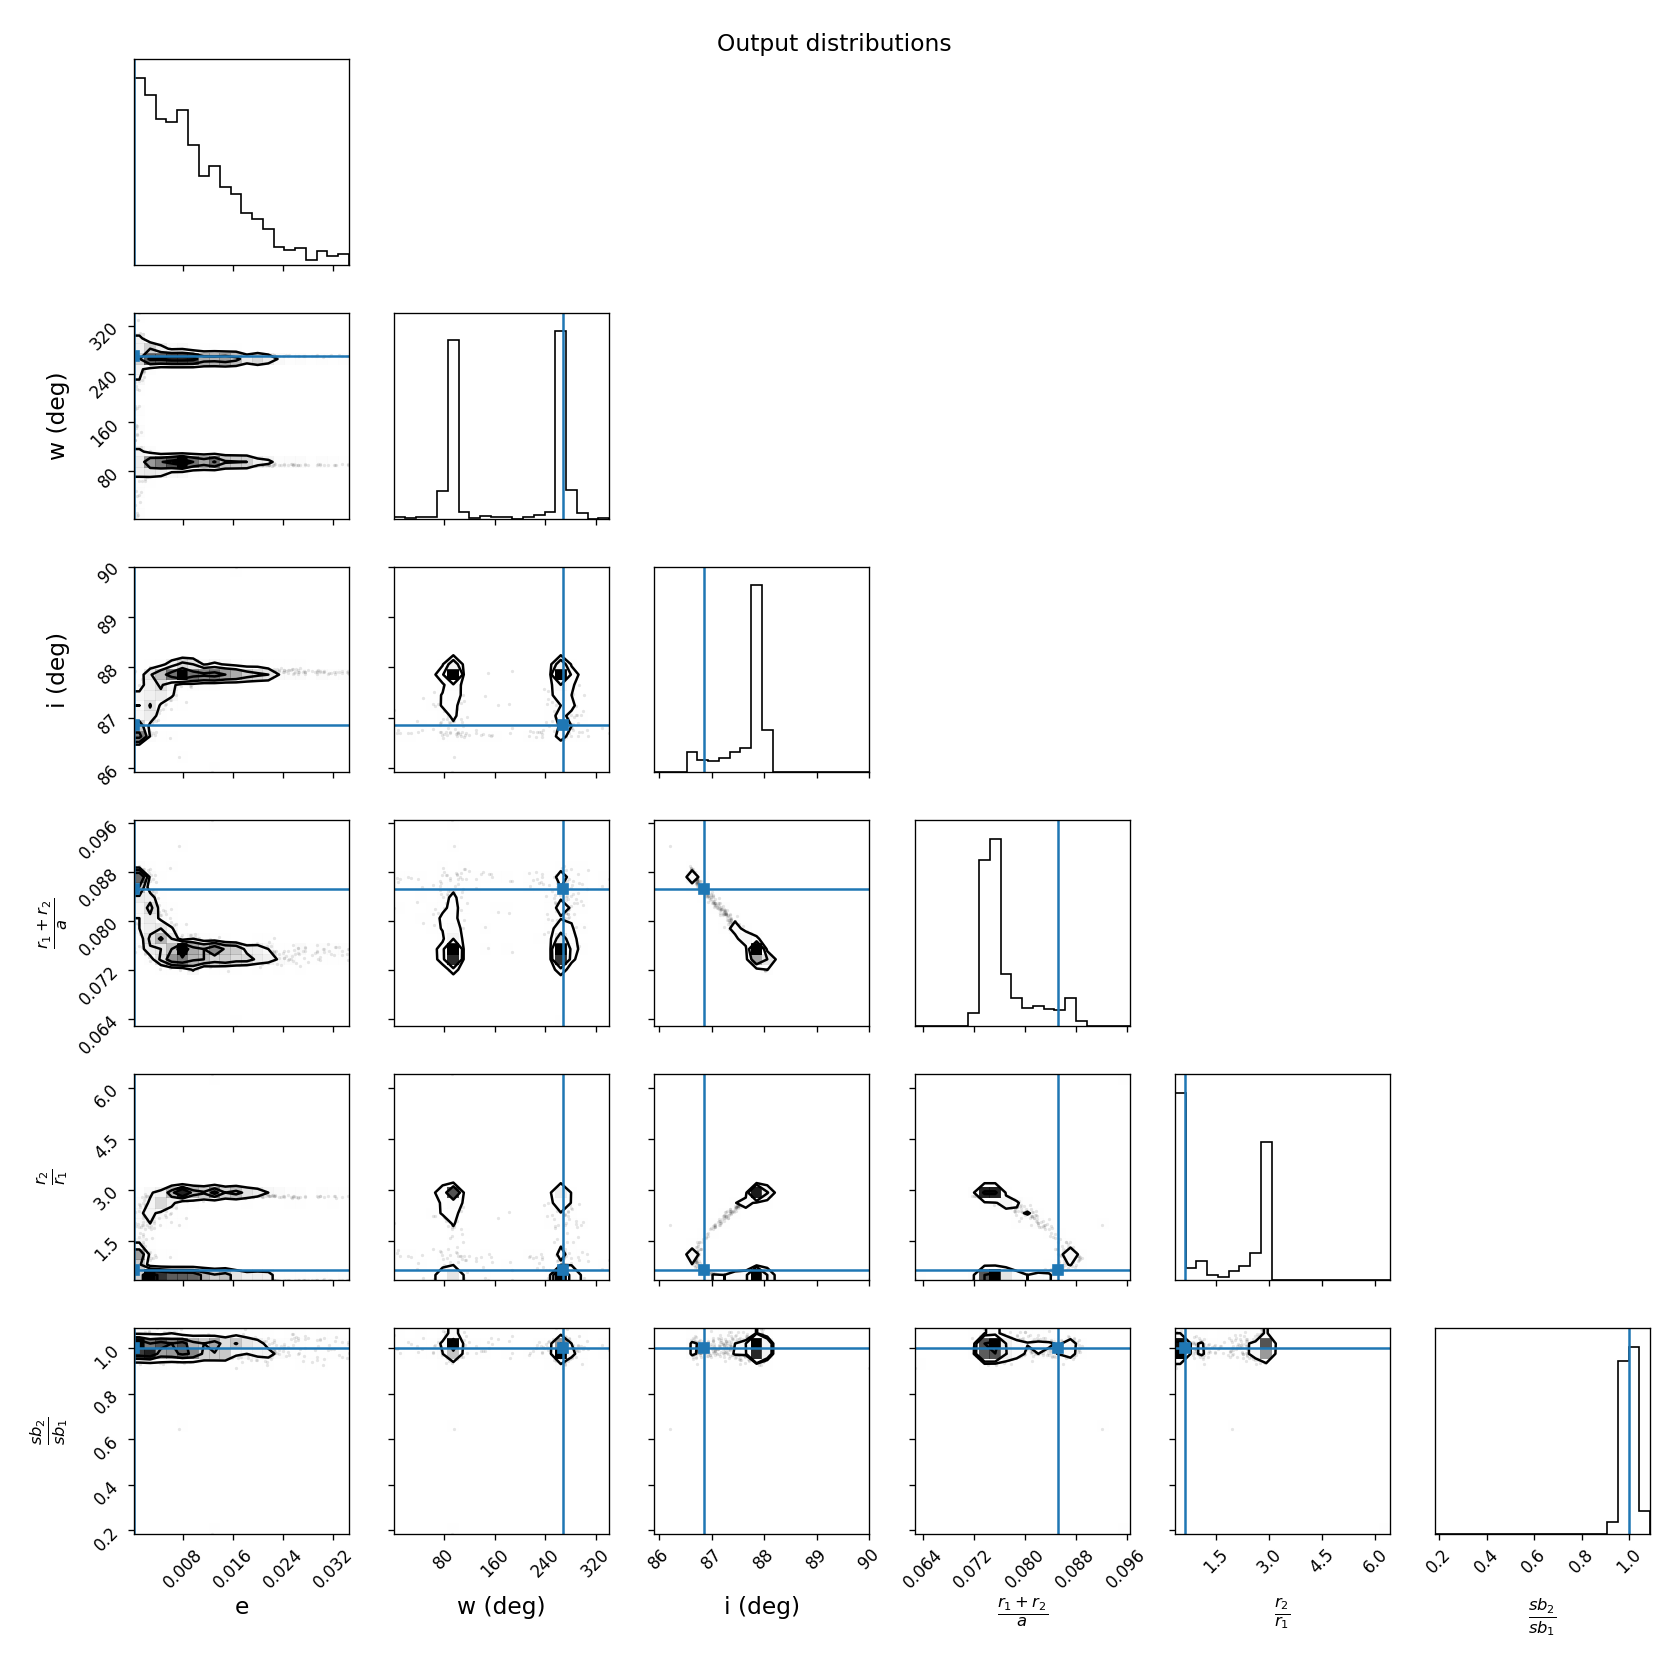 Output distributions
w (deg)
320
240
160
80
i (deg)
90
89
88
87
86
r₁ + r₂
a
0.096
0.088
0.080
0.072
0.064
r₂
r₁
6.0
4.5
3.0
1.5
sb₂
sb₁
1.0
0.8
0.6
0.4
0.2
0.008 0.016 0.024 0.032 80 160 240 320 86 87 88 89 90 0.064 0.072 0.080 0.088 0.096 1.5 3.0 4.5 6.0 0.2 0.4 0.6 0.8 1.0
e w (deg) i (deg)
r₁ + r₂
a
r₂
r₁
sb₂
sb₁